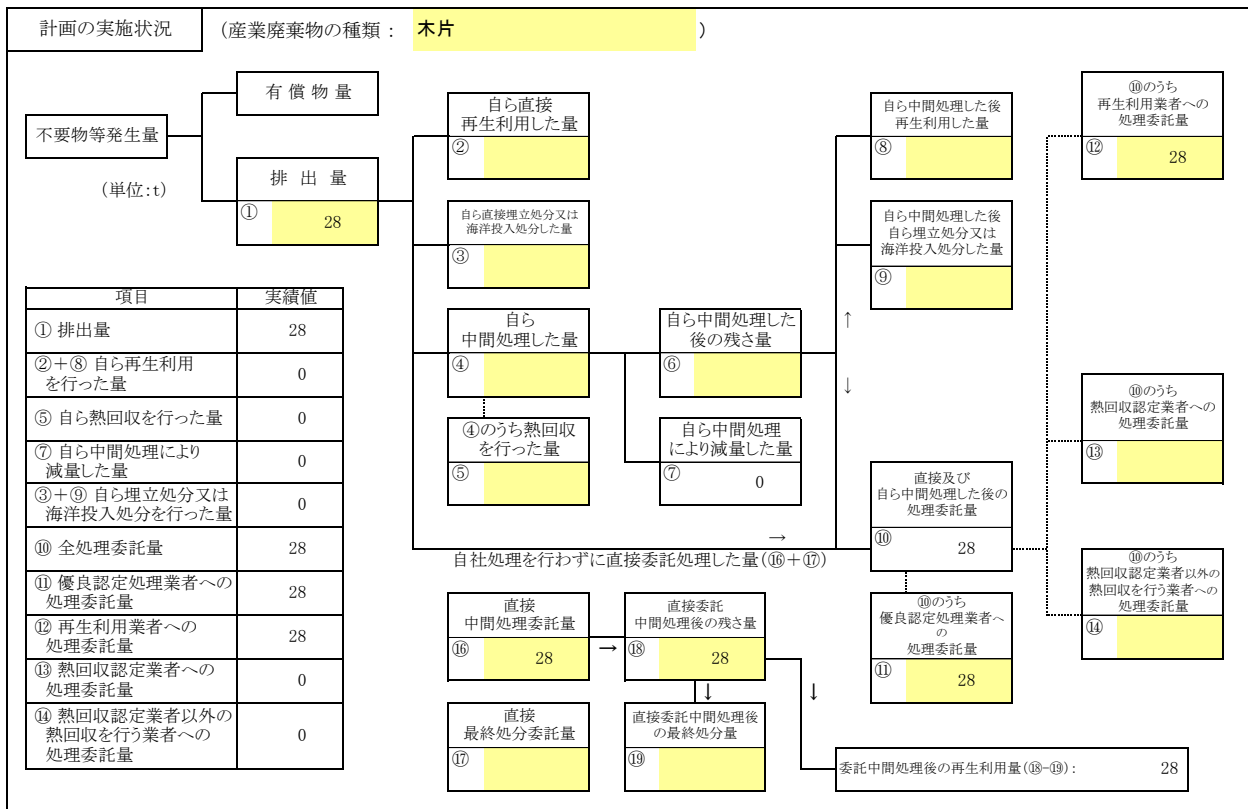 計画の実施状況
(産業廃棄物の種類: 木片 )
有償物量
不要物等発生量
(単位:t)
排出量
① 28
自ら直接
再生利用した量
②
自ら直接埋立処分又は
海洋投入処分した量
③
自ら
中間処理した量
④
④のうち熱回収
を行った量
⑤
自ら中間処理した
後の残さ量
⑥
自ら中間処理
により減量した量
⑦ 0
自ら中間処理した後
再生利用した量
⑧
自ら中間処理した後
自ら埋立処分又は
海洋投入処分した量
⑨
↑
↓
直接及び
自ら中間処理した後の
処理委託量
⑩ 28
→
自社処理を行わずに直接委託処理した量(⑯+⑰)
⑩のうち
優良認定処理業者へ
の
処理委託量
⑪ 28
⑩のうち
再生利用業者への
処理委託量
⑫ 28
⑩のうち
熱回収認定業者への
処理委託量
⑬
⑩のうち
熱回収認定業者以外の
熱回収を行う業者への
処理委託量
⑭
直接
中間処理委託量
⑯ 28
→
直接委託
中間処理後の残さ量
⑱ 28
↓
↓
直接
最終処分委託量
⑰
直接委託中間処理後
の最終処分量
⑲
委託中間処理後の再生利用量(⑱-⑲): 28
項目 実績値
① 排出量 28
②+⑧ 自ら再生利用
を行った量 0
⑤ 自ら熱回収を行った量 0
⑦ 自ら中間処理により
減量した量 0
③+⑨ 自ら埋立処分又は
海洋投入処分を行った量 0
⑩ 全処理委託量 28
⑪ 優良認定処理業者への
処理委託量 28
⑫ 再生利用業者への
処理委託量 28
⑬ 熱回収認定業者への
処理委託量 0
⑭ 熱回収認定業者以外の
熱回収を行う業者への
処理委託量 0